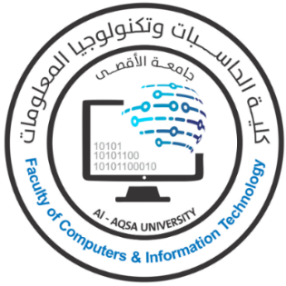 كلية الحاسبات وتكنولوجيا المعلومات
جامعة الأقصى
10101
10101100
10101100010
Al - AQSA UNIVERSITY
Faculty of Computers & Information Technology